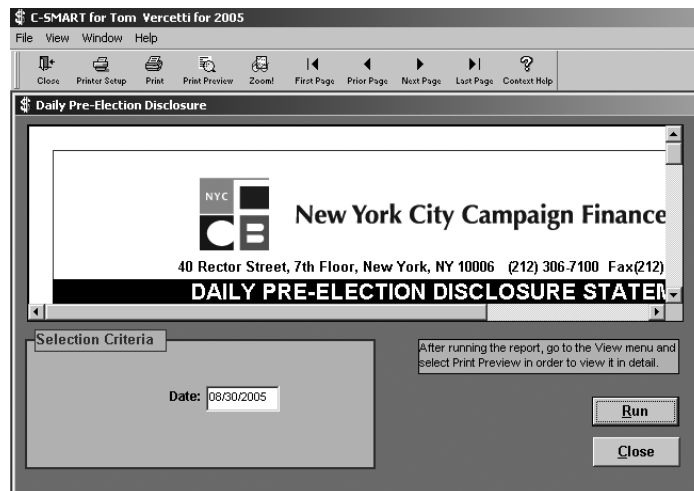 $ C-SMART for Tom Vercetti for 2005
File View Window Help
Close Printer Setup Print Print Preview Zoom! First Page Prior Page Next Page Last Page Context Help
$ Daily Pre-Election Disclosure
NYC
CB
New York City Campaign Finance
40 Rector Street, 7th Floor, New York, NY 10006 (212) 306-7100 Fax(212)
DAILY PRE-ELECTION DISCLOSURE STATEM
Selection Criteria
After running the report, go to the View menu and
select Print Preview in order to view it in detail.
Date: 08/30/2005
Run
Close